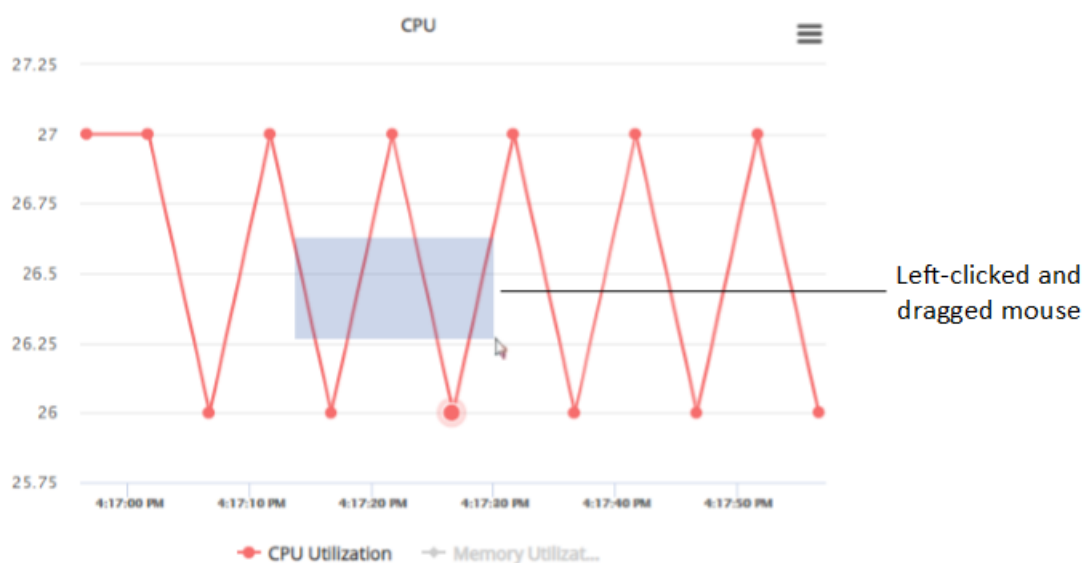 CPU
27.25
27
26.75
26.5
26.25
26
25.75
Left-clicked and
dragged mouse
4:17:00 PM 4:17:10 PM 4:17:20 PM 4:17:30 PM 4:17:40 PM 4:17:50 PM
CPU Utilization Memory Utilizat...